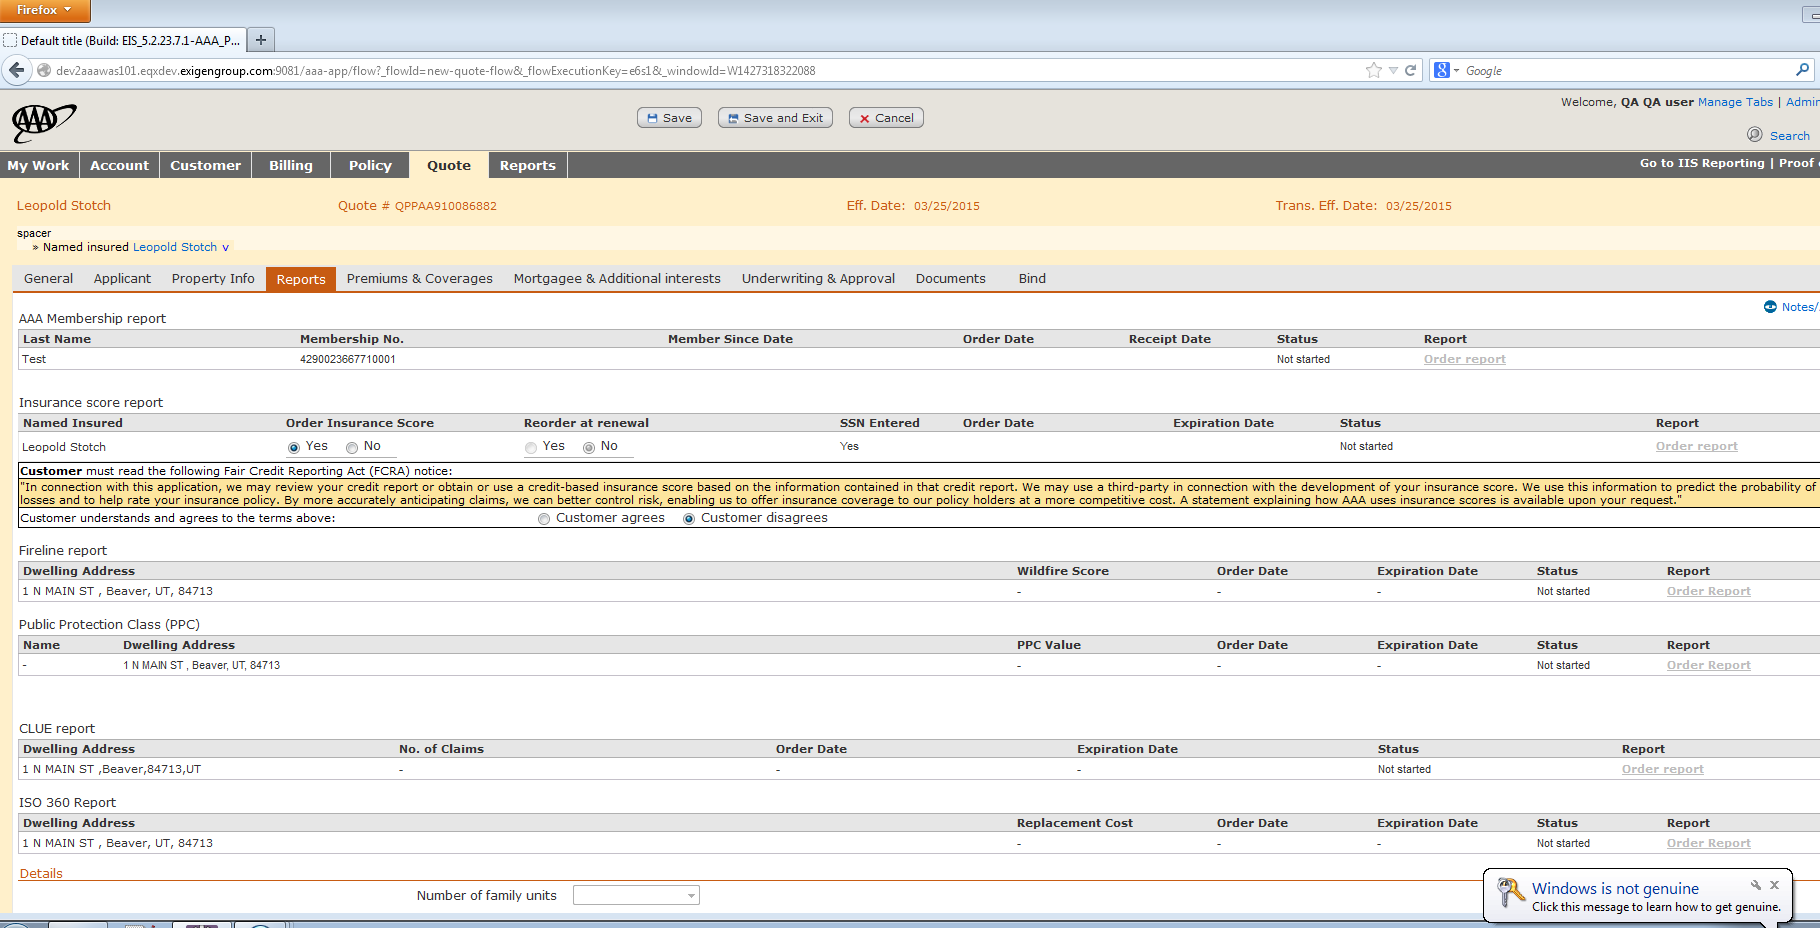 Firefox
Default title (Build: EIS_5.2.23.7.1-AAA_P...
dev2aaawas101.eqxdev.exigengroup.com:9081/aaa-app/flow?_flowId=new-quote-flow&_flowExecutionKey=e6s1&_windowId=W1427318322088
Google
Welcome, QA QA user Manage Tabs | Admin
AAA
Save
Save and Exit
Cancel
Search
My Work Account Customer Billing Policy Quote Reports
Go to IIS Reporting | Proof
Leopold Stotch Quote # QPPAA910086882 Eff. Date: 03/25/2015 Trans. Eff. Date: 03/25/2015
spacer
» Named insured Leopold Stotch v
General Applicant Property Info Reports Premiums & Coverages Mortgagee & Additional interests Underwriting & Approval Documents Bind
Notes/
AAA Membership report
Last Name Membership No. Member Since Date Order Date Receipt Date Status Report
Test 4290023667710001 Not started Order report
Insurance score report
Named Insured Order Insurance Score Reorder at renewal SSN Entered Order Date Expiration Date Status Report
Leopold Stotch Yes No Yes No Yes Not started Order report
Customer must read the following Fair Credit Reporting Act (FCRA) notice:
"In connection with this application, we may review your credit report or obtain or use a credit-based insurance score based on the information contained in that credit report. We may use a third-party in connection with the development of your insurance score. We use this information to predict the probability of
losses and to help rate your insurance policy. By more accurately anticipating claims, we can better control risk, enabling us to offer insurance coverage to our policy holders at a more competitive cost. A statement explaining how AAA uses insurance scores is available upon your request."
Customer understands and agrees to the terms above: Customer agrees Customer disagrees
Fireline report
Dwelling Address Wildfire Score Order Date Expiration Date Status Report
1 N MAIN ST , Beaver, UT, 84713 - - - Not started Order Report
Public Protection Class (PPC)
Name Dwelling Address PPC Value Order Date Expiration Date Status Report
- 1 N MAIN ST , Beaver, UT, 84713 - - - Not started Order Report
CLUE report
Dwelling Address No. of Claims Order Date Expiration Date Status Report
1 N MAIN ST ,Beaver,84713,UT - - - Not started Order report
ISO 360 Report
Dwelling Address Replacement Cost Order Date Expiration Date Status Report
1 N MAIN ST , Beaver, UT, 84713 - - - Not started Order Report
Details
Number of family units
Windows is not genuine
Click this message to learn how to get genuine.